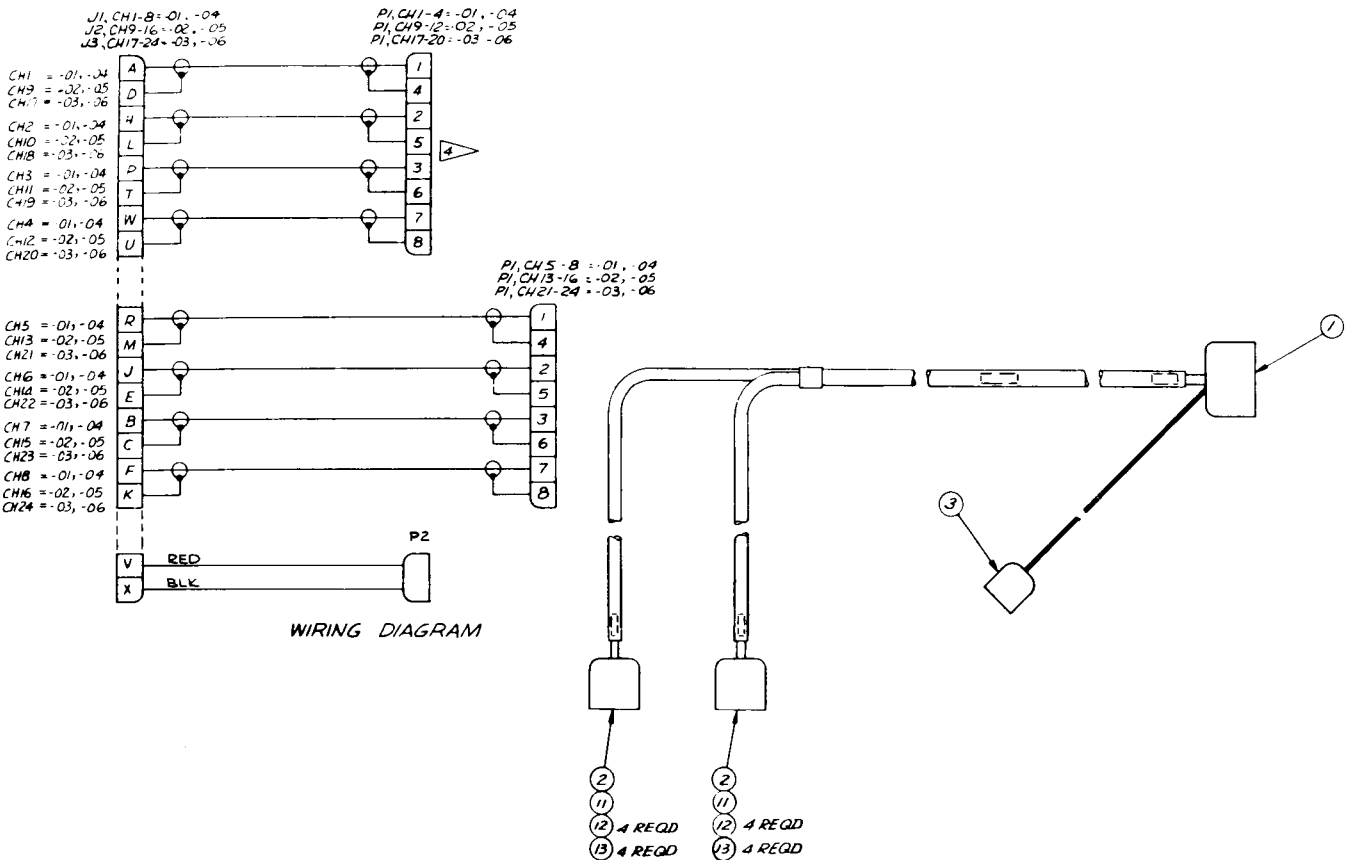 J1, CH1-8=-01, -04
J2, CH9-16=-02, -05
J3, CH17-24=-03, -06
P1, CH1-4=-01, -04
P1, CH9-12=-02, -05
P1, CH17-20=-03 -06
CH1 = -01, -04
CH9 = -02, -05
CH17 = -03, -06
CH2 = -01, -04
CH10 = -02, -05
CH18 = -03, -06
CH3 = -01, -04
CH11 = -02, -05
CH19 = -03, -06
CH4 = -01, -04
CH12 = -02, -05
CH20 = -03, -06
A
D
H
L
P
T
W
U
1
4
2
5
3
6
7
8
4
P1, CH5-8=-01, -04
P1, CH13-16=-02, -05
P1, CH21-24=-03, -06
CH5 = -01, -04
CH13 = -02, -05
CH21 = -03, -06
CH6 = -01, -04
CH14 = -02, -05
CH22 = -03, -06
CH7 = -01, -04
CH15 = -02, -05
CH23 = -03, -06
CH8 = -01, -04
CH16 = -02, -05
CH24 = -03, -06
R
M
J
E
B
C
F
K
1
4
2
5
3
6
7
8
V RED
X BLK
P2
WIRING DIAGRAM
1
3
2
11
12 4 REQD
13 4 REQD
2
11
12 4 REQD
13 4 REQD